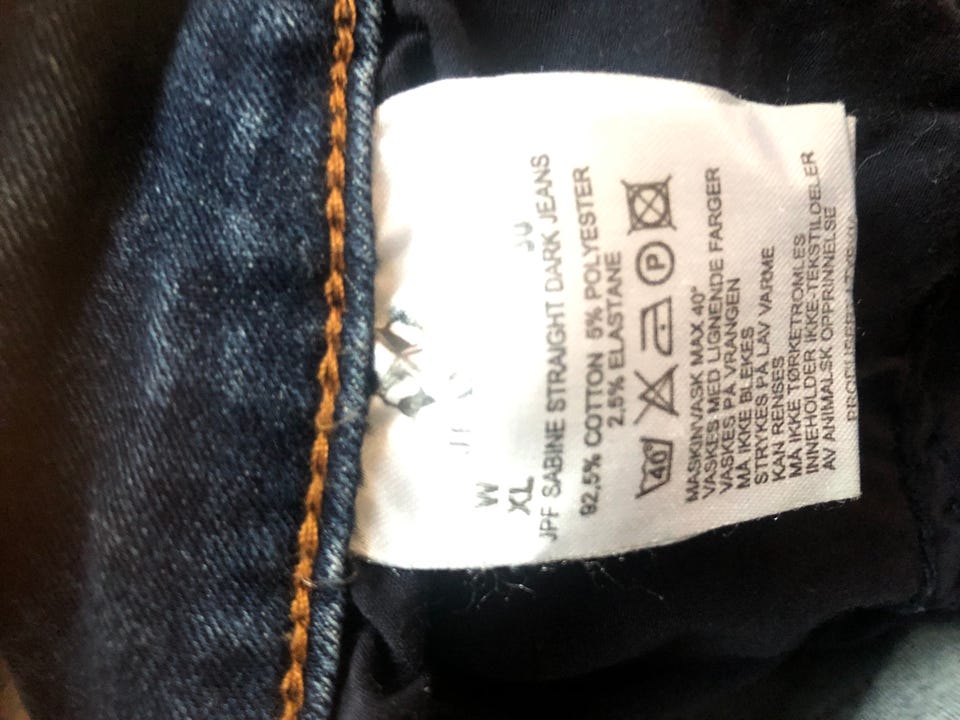 W
XL
JPF SABINE STRAIGHT DARK JEANS
92,5% COTTON 5% POLYESTER
2,5% ELASTANE
40° P
MASKINVASK MAX 40°
VASKES MED LIGNENDE FARGER
VASKES PÅ VRANGEN
MÅ IKKE BLEKES
STRYKES PÅ LAV VARME
KAN RENSES
MÅ IKKE TØRKETROMLES
INNEHOLDER IKKE-TEKSTILDELER
AV ANIMALSK OPPRINNELSE